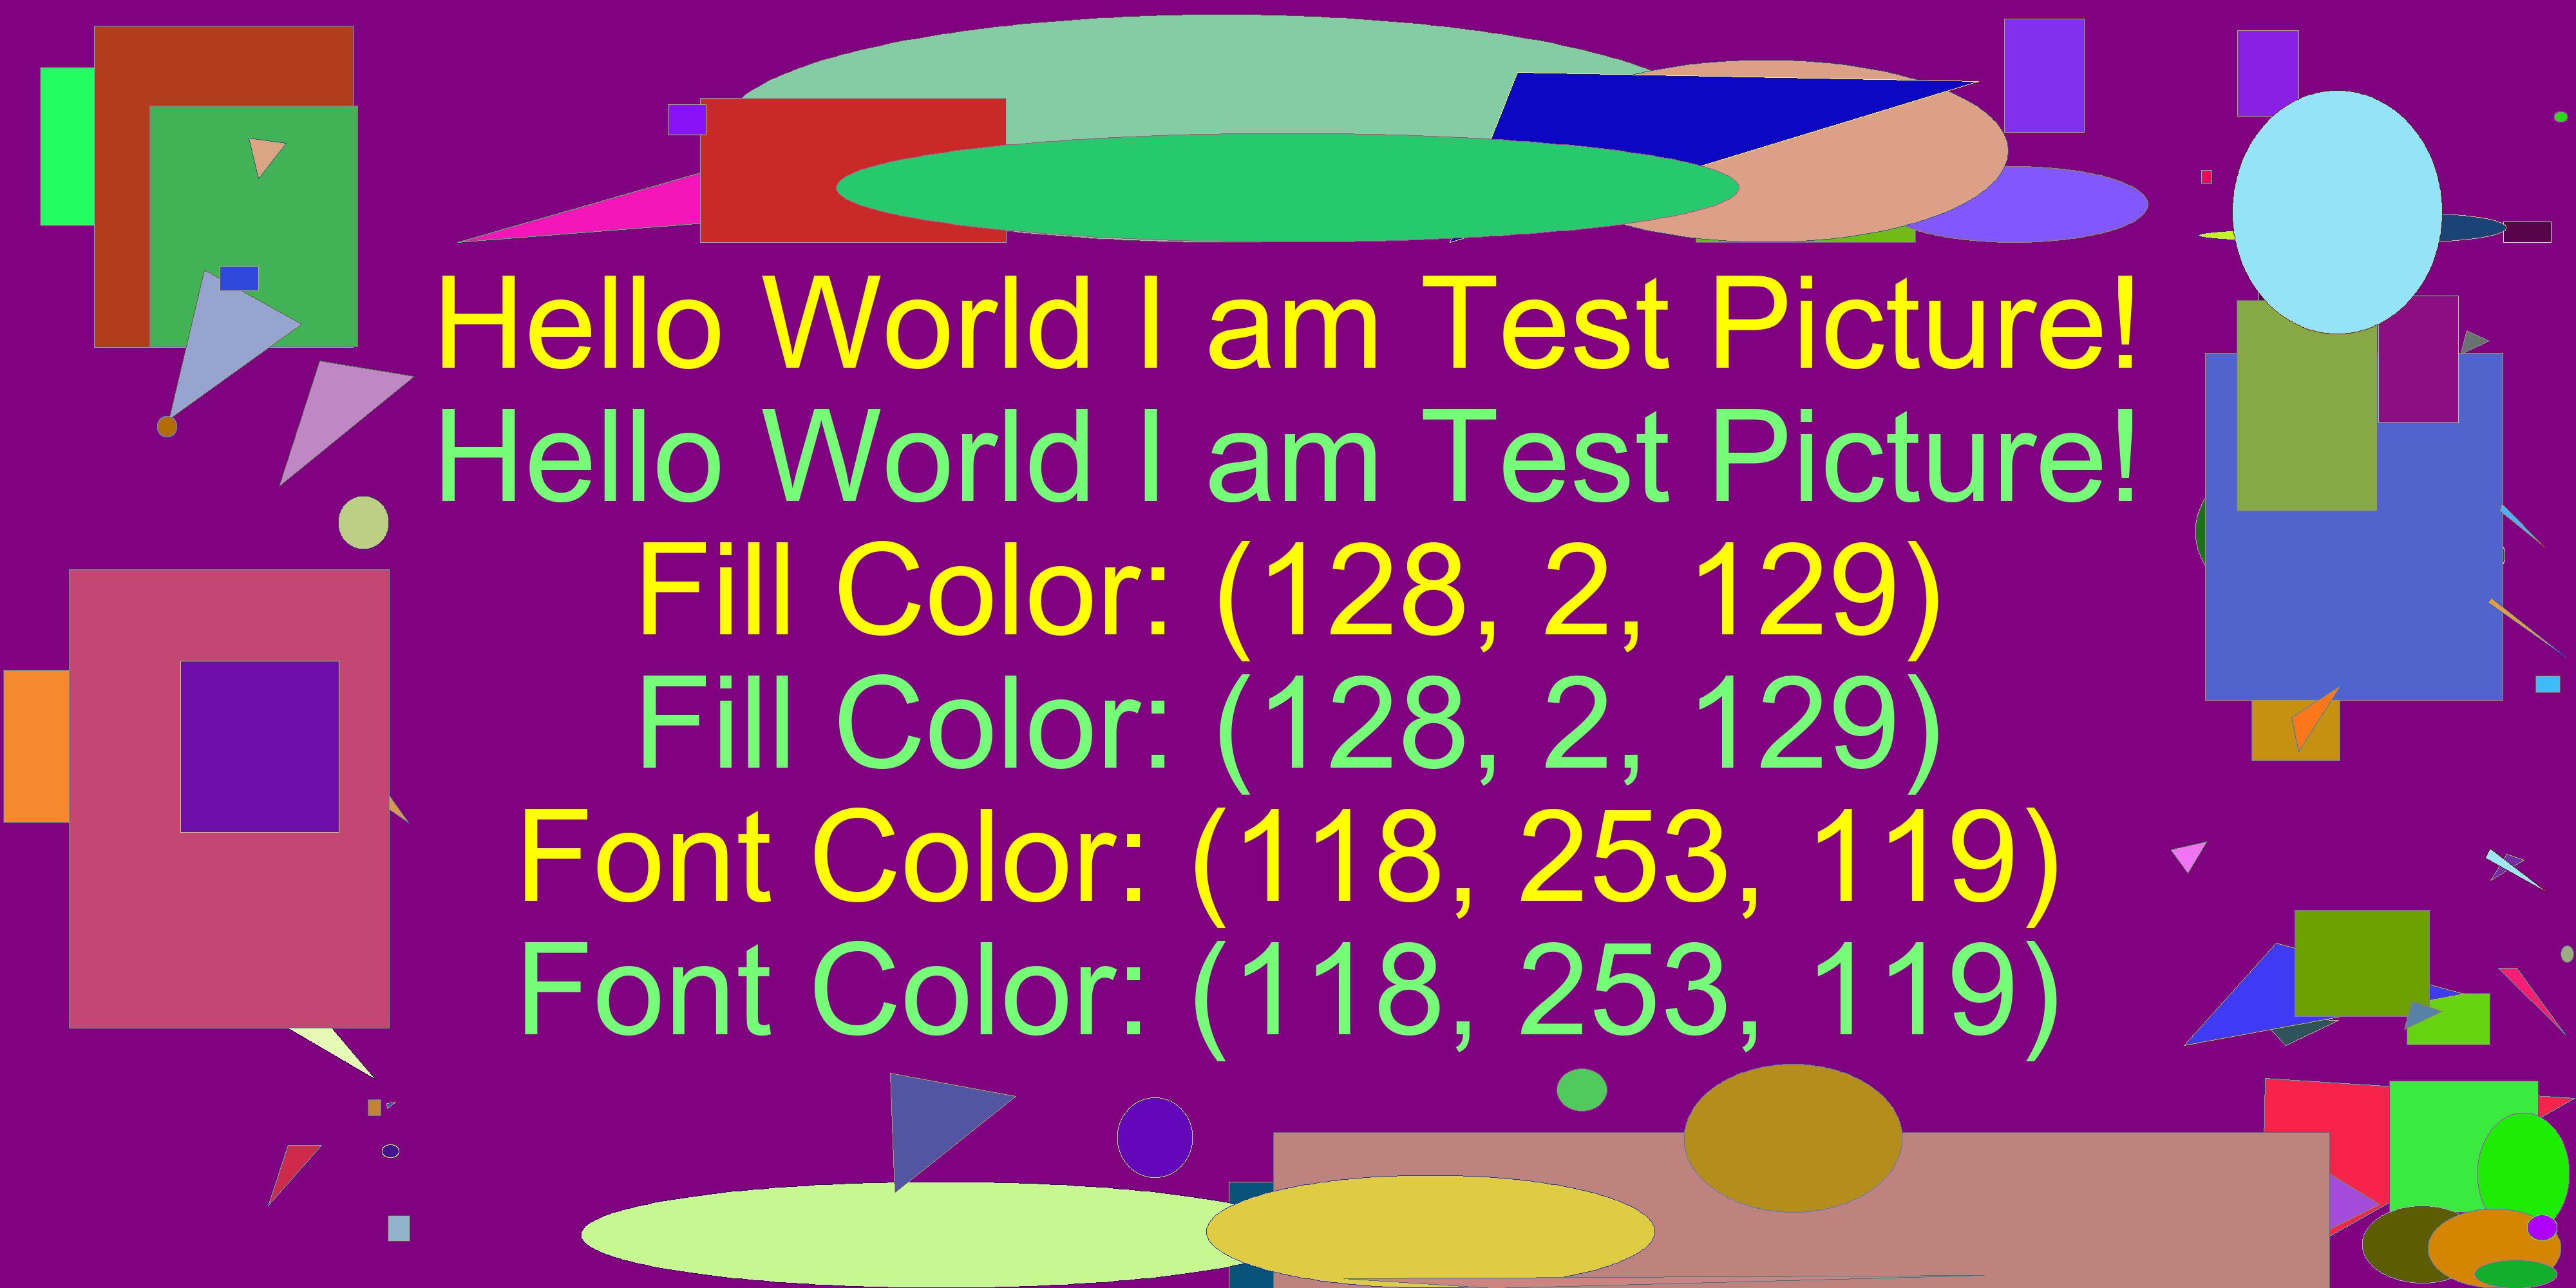 Hello World I am Test Picture!
Hello World I am Test Picture!
Fill Color: (128, 2, 129)
Fill Color: (128, 2, 129)
Font Color: (118, 253, 119)
Font Color: (118, 253, 119)